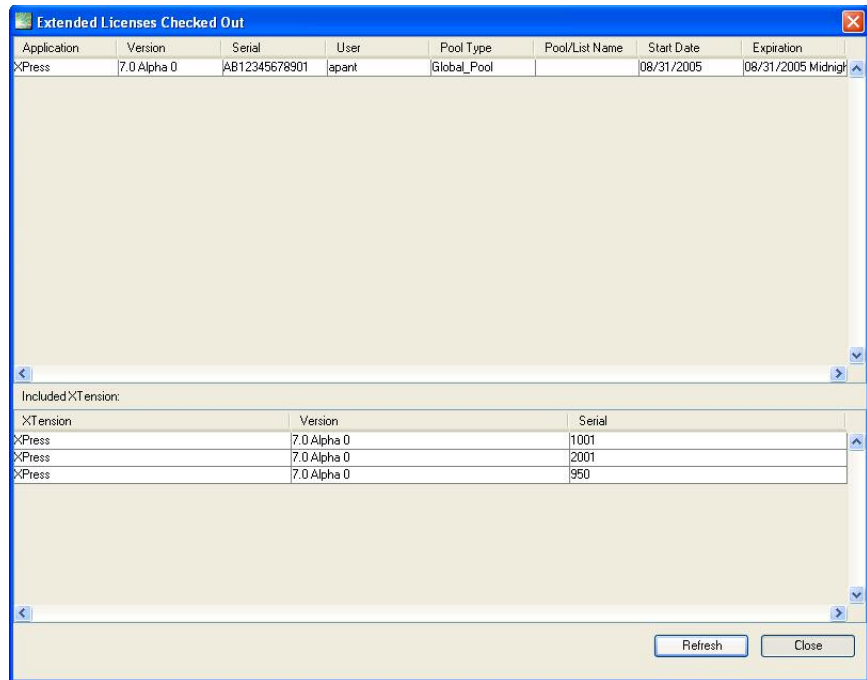 Extended Licenses Checked Out
Application Version Serial User Pool Type Pool/List Name Start Date Expiration
XPress 7.0 Alpha 0 AB12345678901 apant Global_Pool 08/31/2005 08/31/2005 Midnigh
Included XTension:
XTension Version Serial
XPress 7.0 Alpha 0 1001
XPress 7.0 Alpha 0 2001
XPress 7.0 Alpha 0 950
Refresh Close